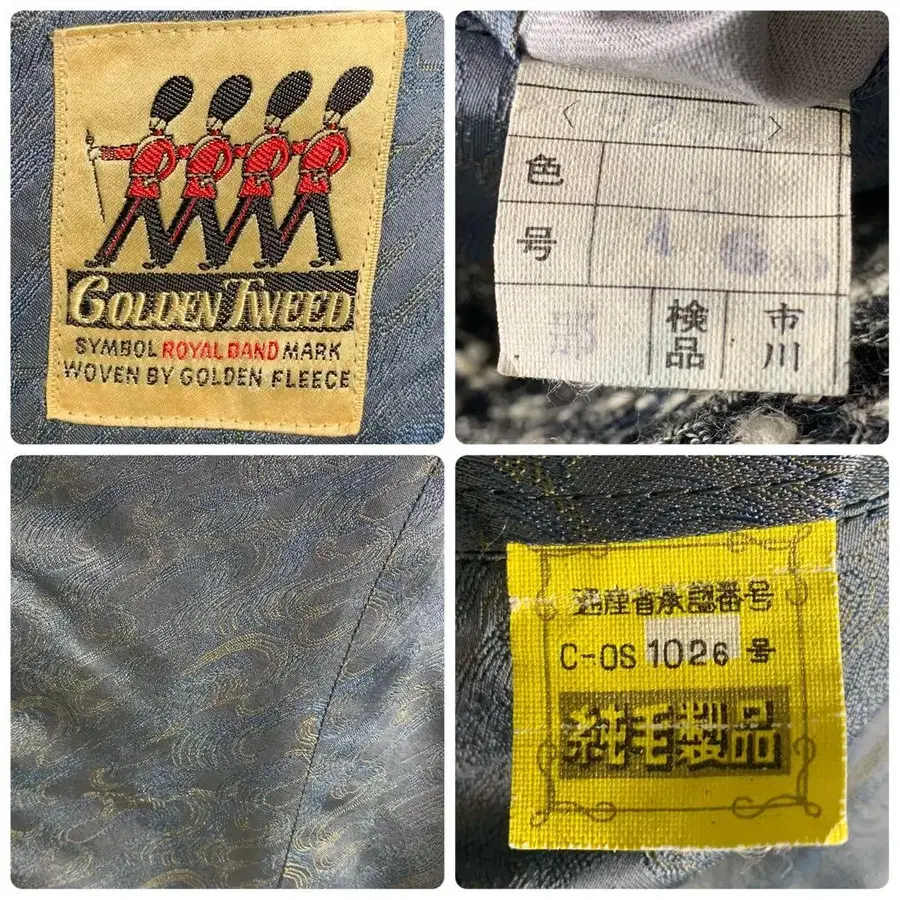 GOLDEN TWEED
SYMBOL ROYAL BAND MARK
WOVEN BY GOLDEN FLEECE
色
号
検品
市川
通産省承認番号
C-OS 1026 号
純毛製品